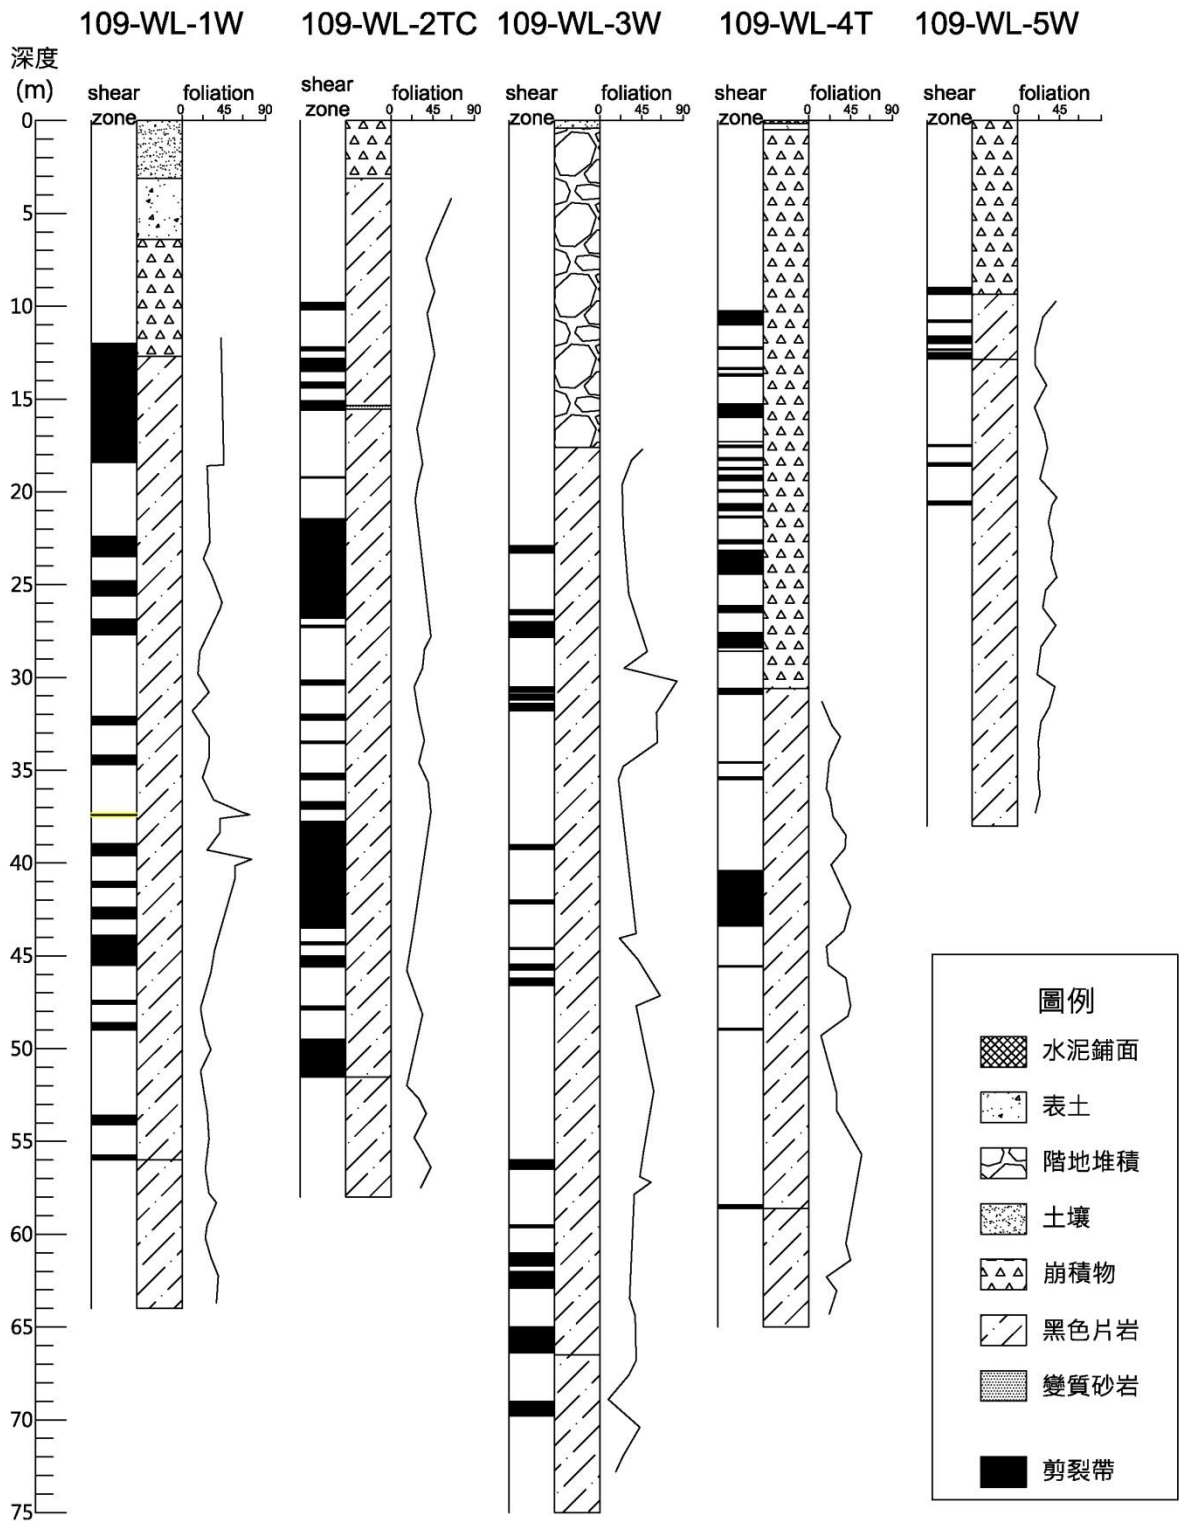 109-WL-1W
109-WL-2TC
109-WL-3W
109-WL-4T
109-WL-5W
深度
(m)
shear
zone
foliation
0 45 90
shear
zone
foliation
0 45 90
shear
zone
foliation
0 45 90
shear
zone
foliation
0 45 90
shear
zone
foliation
0 45
0
5
10
15
20
25
30
35
40
45
50
55
60
65
70
75
圖例
水泥鋪面
表土
階地堆積
土壤
崩積物
黑色片岩
變質砂岩
剪裂帶